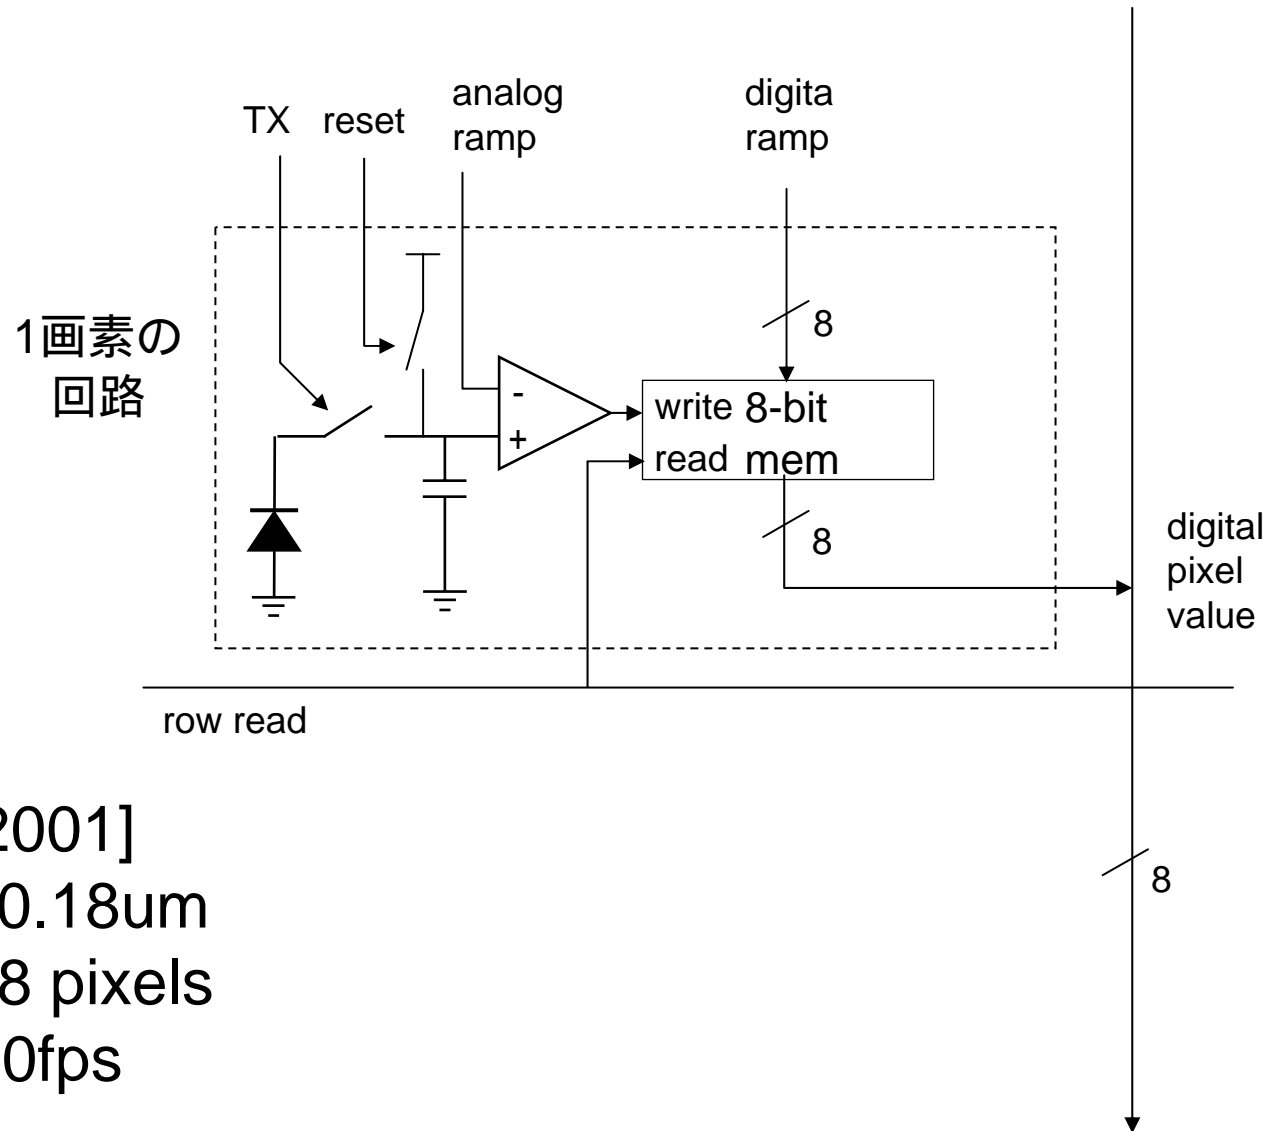 TX reset
analog
ramp
digita
ramp
1画素の
回路
8
-
+
write 8-bit
read mem
8
digital
pixel
value
row read
2001]
0.18um
8 pixels
0fps
8